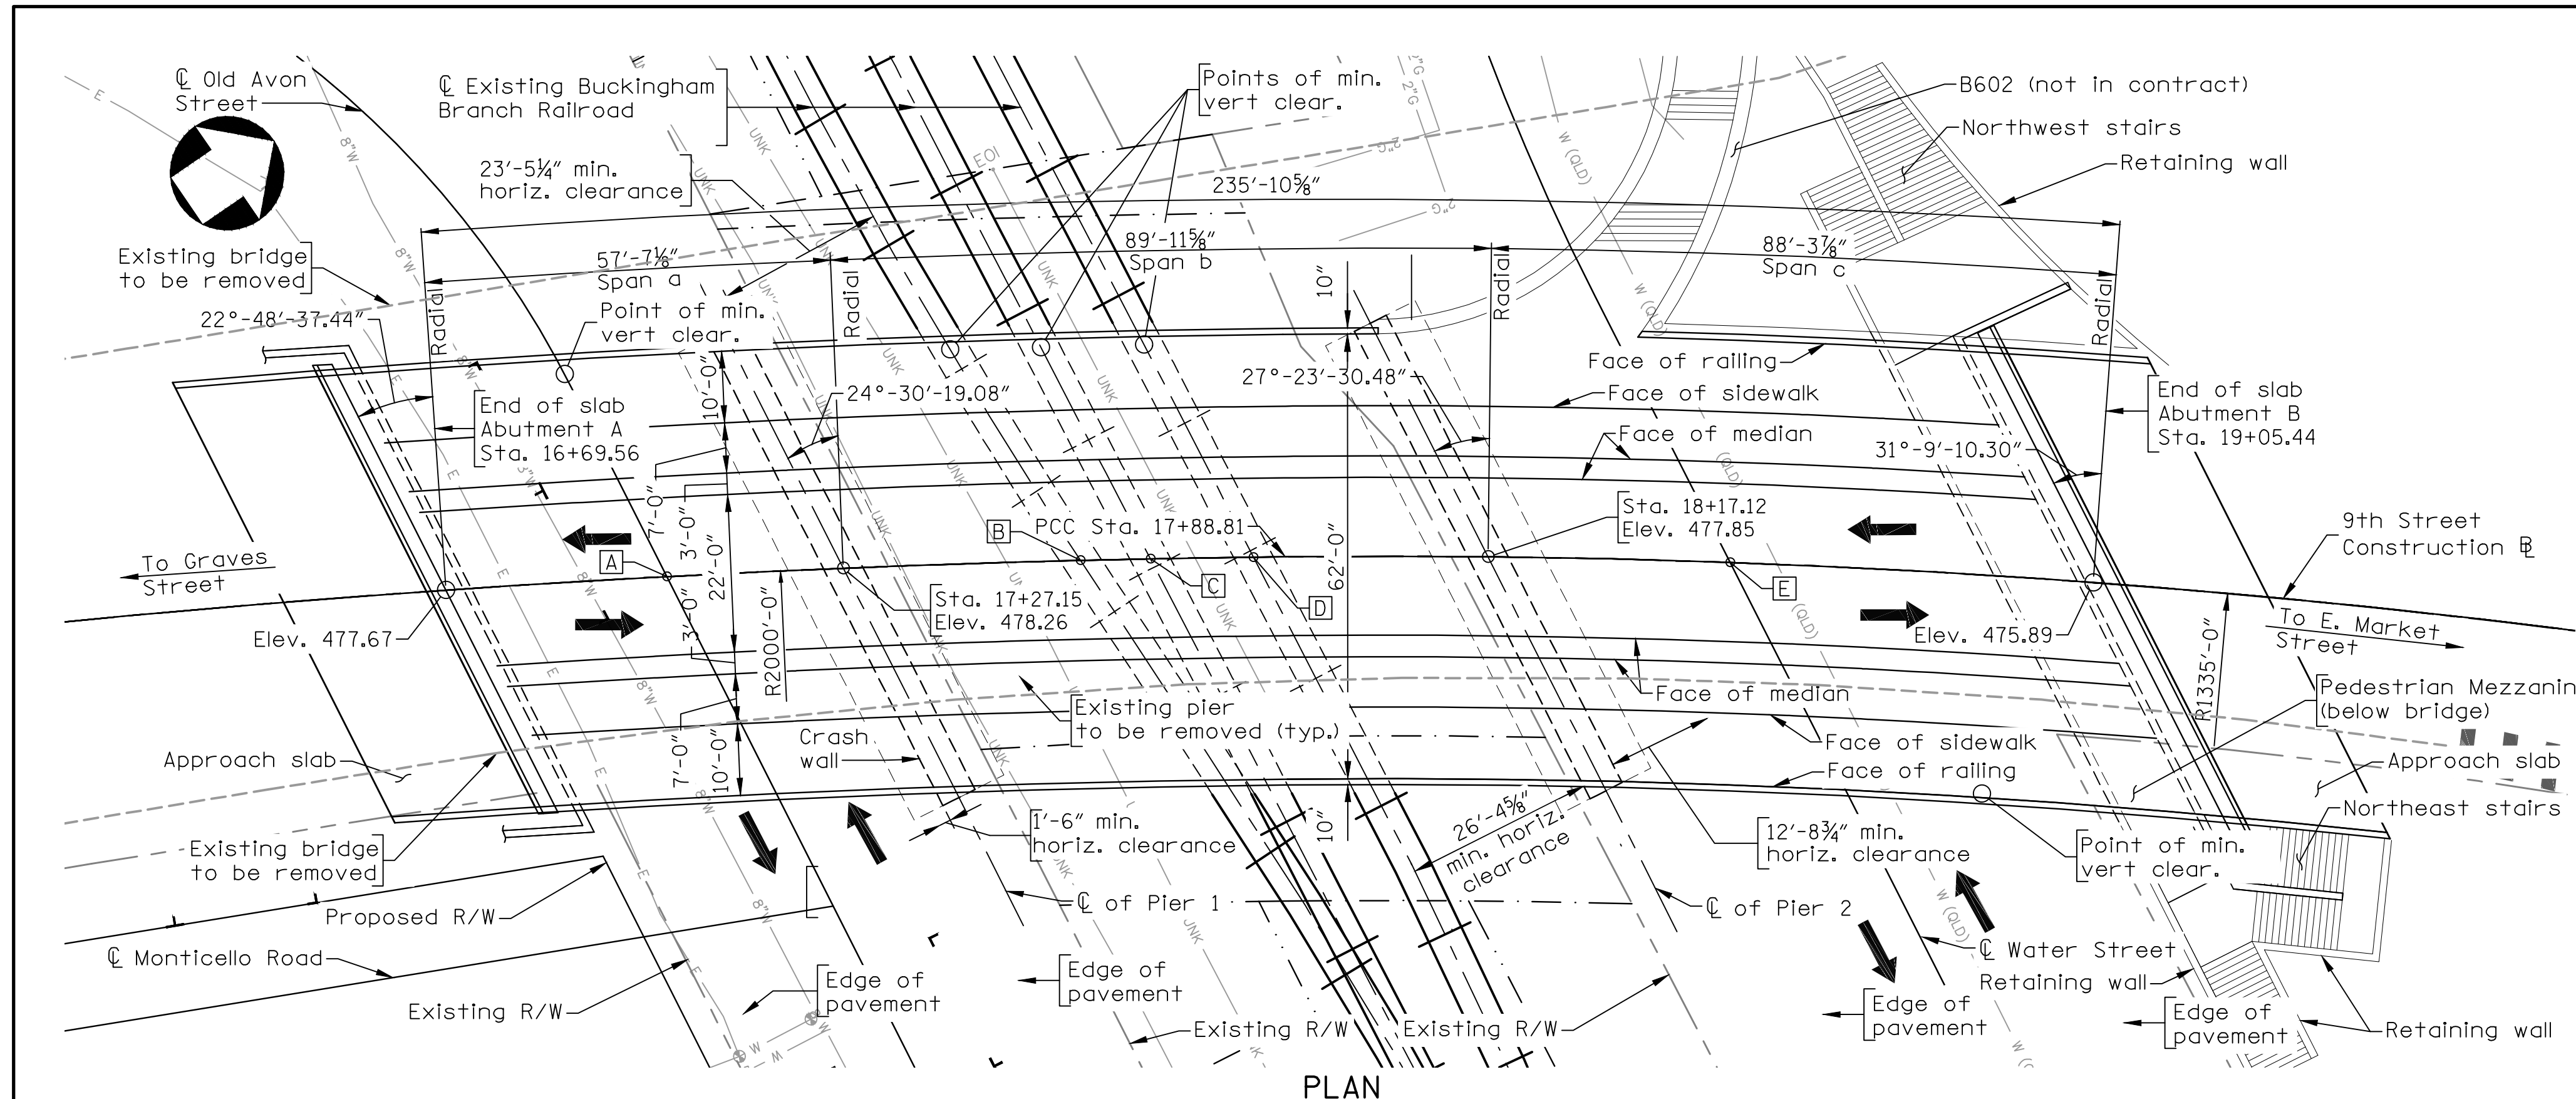 ℄ Old Avon
Street
℄ Existing Buckingham
Branch Railroad
Points of min.
vert clear.
B602 (not in contract)
Northwest stairs
Retaining wall
23'-5¼" min.
horiz. clearance
235'-10⅝"
Existing bridge
to be removed
57'-7⅛"
Span a
89'-11⅝"
Span b
88'-3⅞"
Span c
Radial
Radial
Radial
Radial
10"
22°-48'-37.44"
Point of min.
vert clear.
Face of railing
24°-30'-19.08"
27°-23'-30.48"
Face of sidewalk
Face of median
31°-9'-10.30"
End of slab
Abutment A
Sta. 16+69.56
End of slab
Abutment B
Sta. 19+05.44
10'-0"
7'-0"
3'-0"
22'-0"
3'-0"
7'-0"
10'-0"
R2000'-0"
62'-0"
10"
To Graves
Street
A
B
PCC Sta. 17+88.81
C
D
E
Sta. 18+17.12
Elev. 477.85
9th Street
Construction B̲L
Sta. 17+27.15
Elev. 478.26
Elev. 477.67
Elev. 475.89
To E. Market
Street
R1335'-0"
Face of median
Existing pier
to be removed (typ.)
Pedestrian Mezzanin
(below bridge)
Approach slab
Crash
wall
Face of sidewalk
Face of railing
Approach slab
Northeast stairs
Existing bridge
to be removed
1'-6" min.
horiz. clearance
26'-4⅝"
min. horiz.
clearance
12'-8¾" min.
horiz. clearance
Point of min.
vert clear.
Proposed R/W
℄ of Pier 1
℄ of Pier 2
℄ Monticello Road
℄ Water Street
Existing R/W
Edge of
pavement
Edge of
pavement
Retaining wall
Edge of
pavement
Edge of
pavement
Existing R/W
Existing R/W
Retaining wall
E
8"W
UNK
EOI
2"G
W (QLD)
PLAN